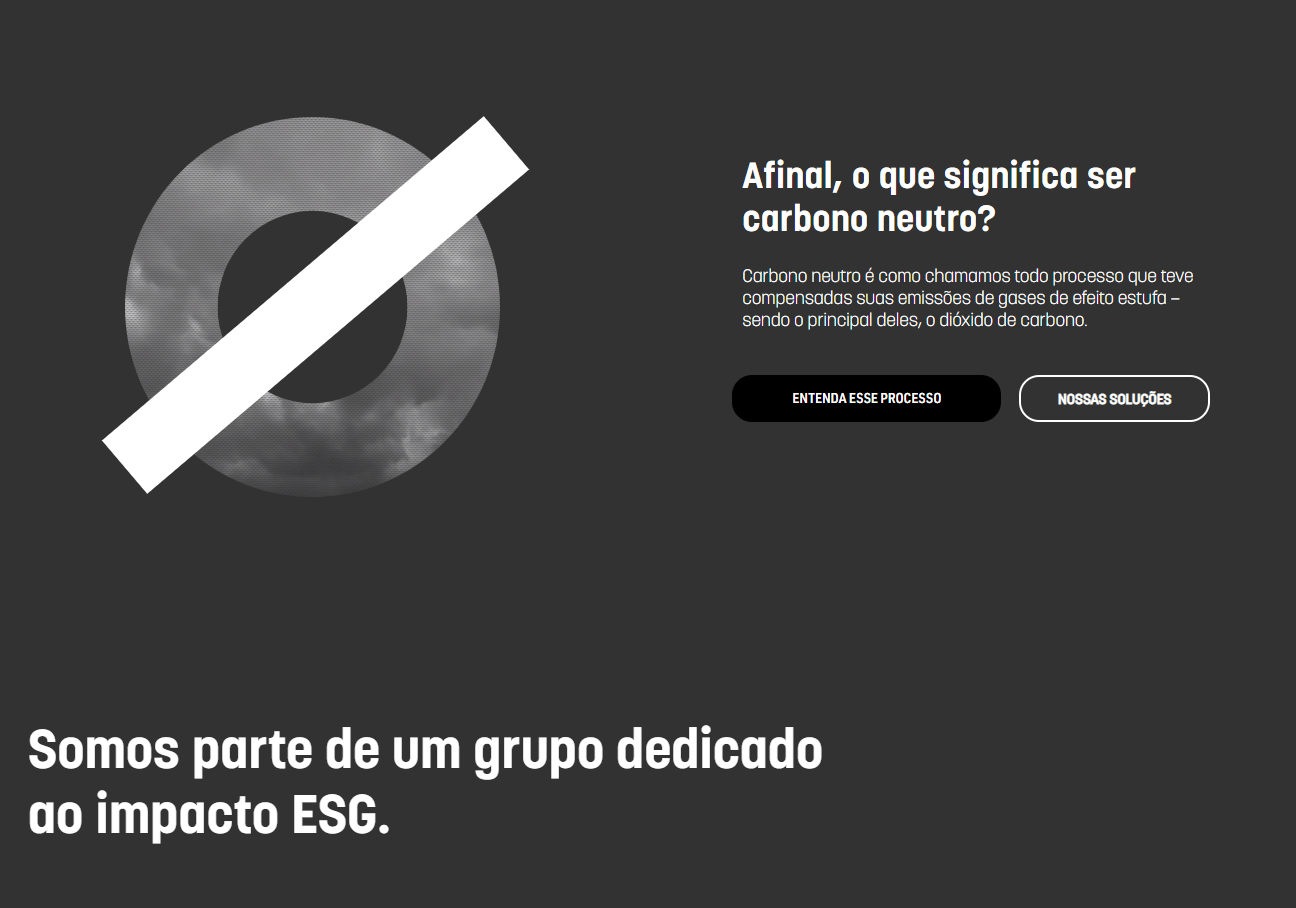 Afinal, o que significa ser
carbono neutro?
Carbono neutro é como chamamos todo processo que teve
compensadas suas emissões de gases de efeito estufa –
sendo o principal deles, o dióxido de carbono.
ENTENDA ESSE PROCESSO
NOSSAS SOLUÇÕES
Somos parte de um grupo dedicado
ao impacto ESG.